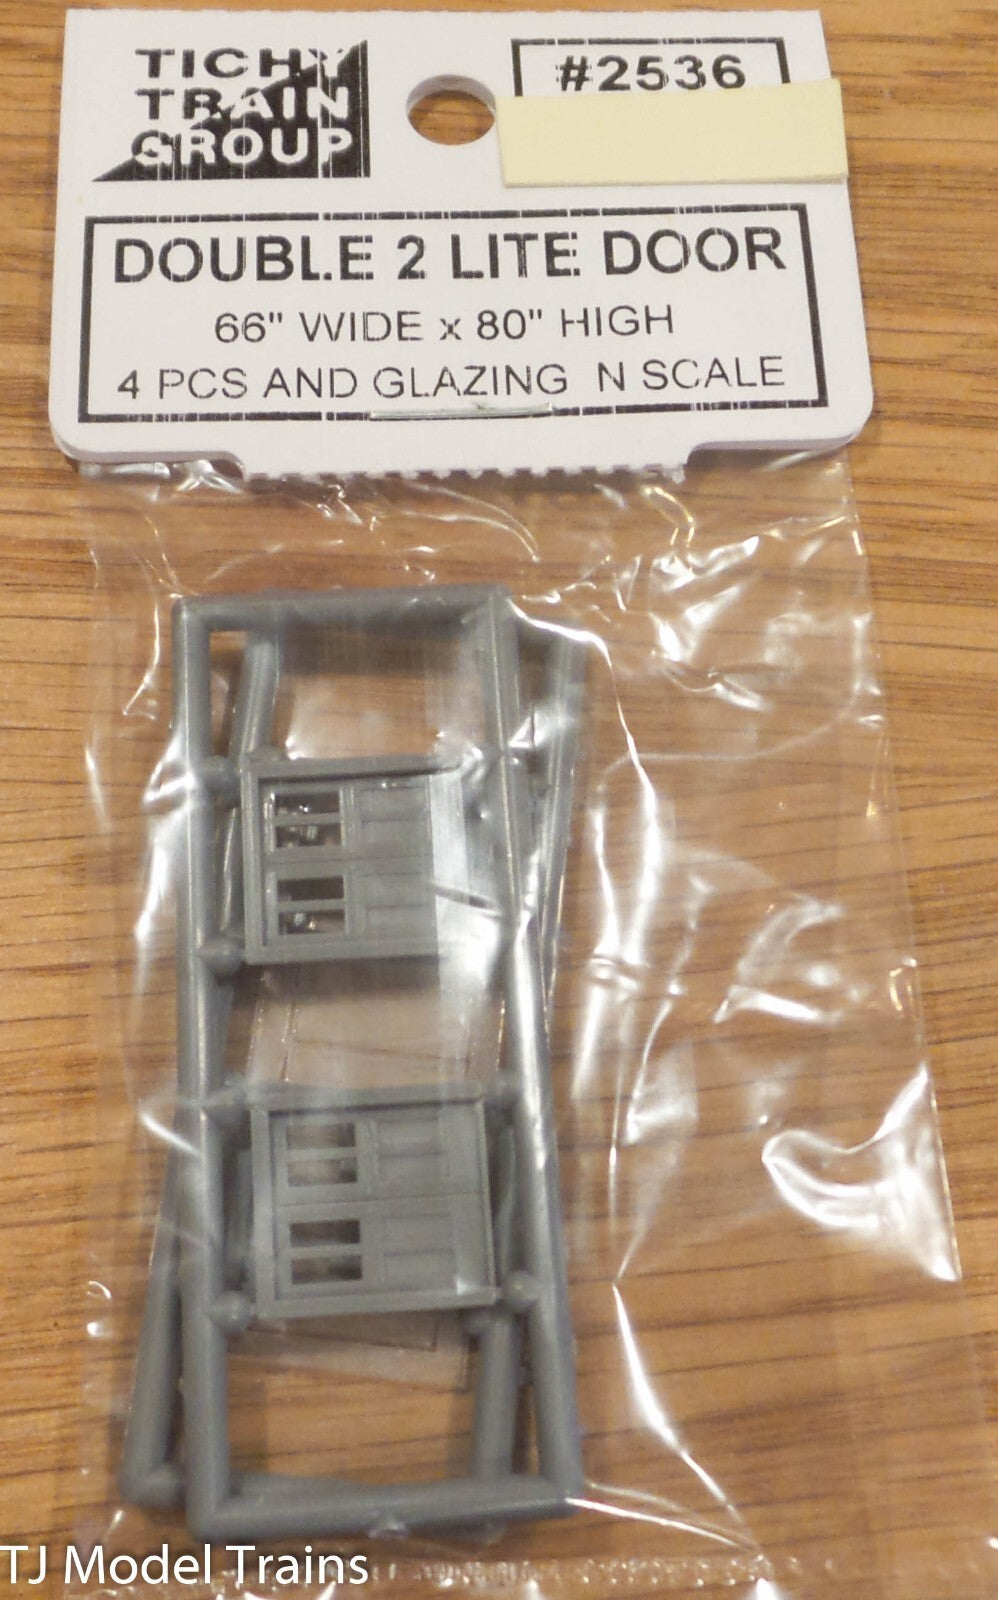 TICHY
TRAIN
GROUP
#2536
DOUBLE 2 LITE DOOR
66" WIDE x 80" HIGH
4 PCS AND GLAZING N SCALE
TJ Model Trains